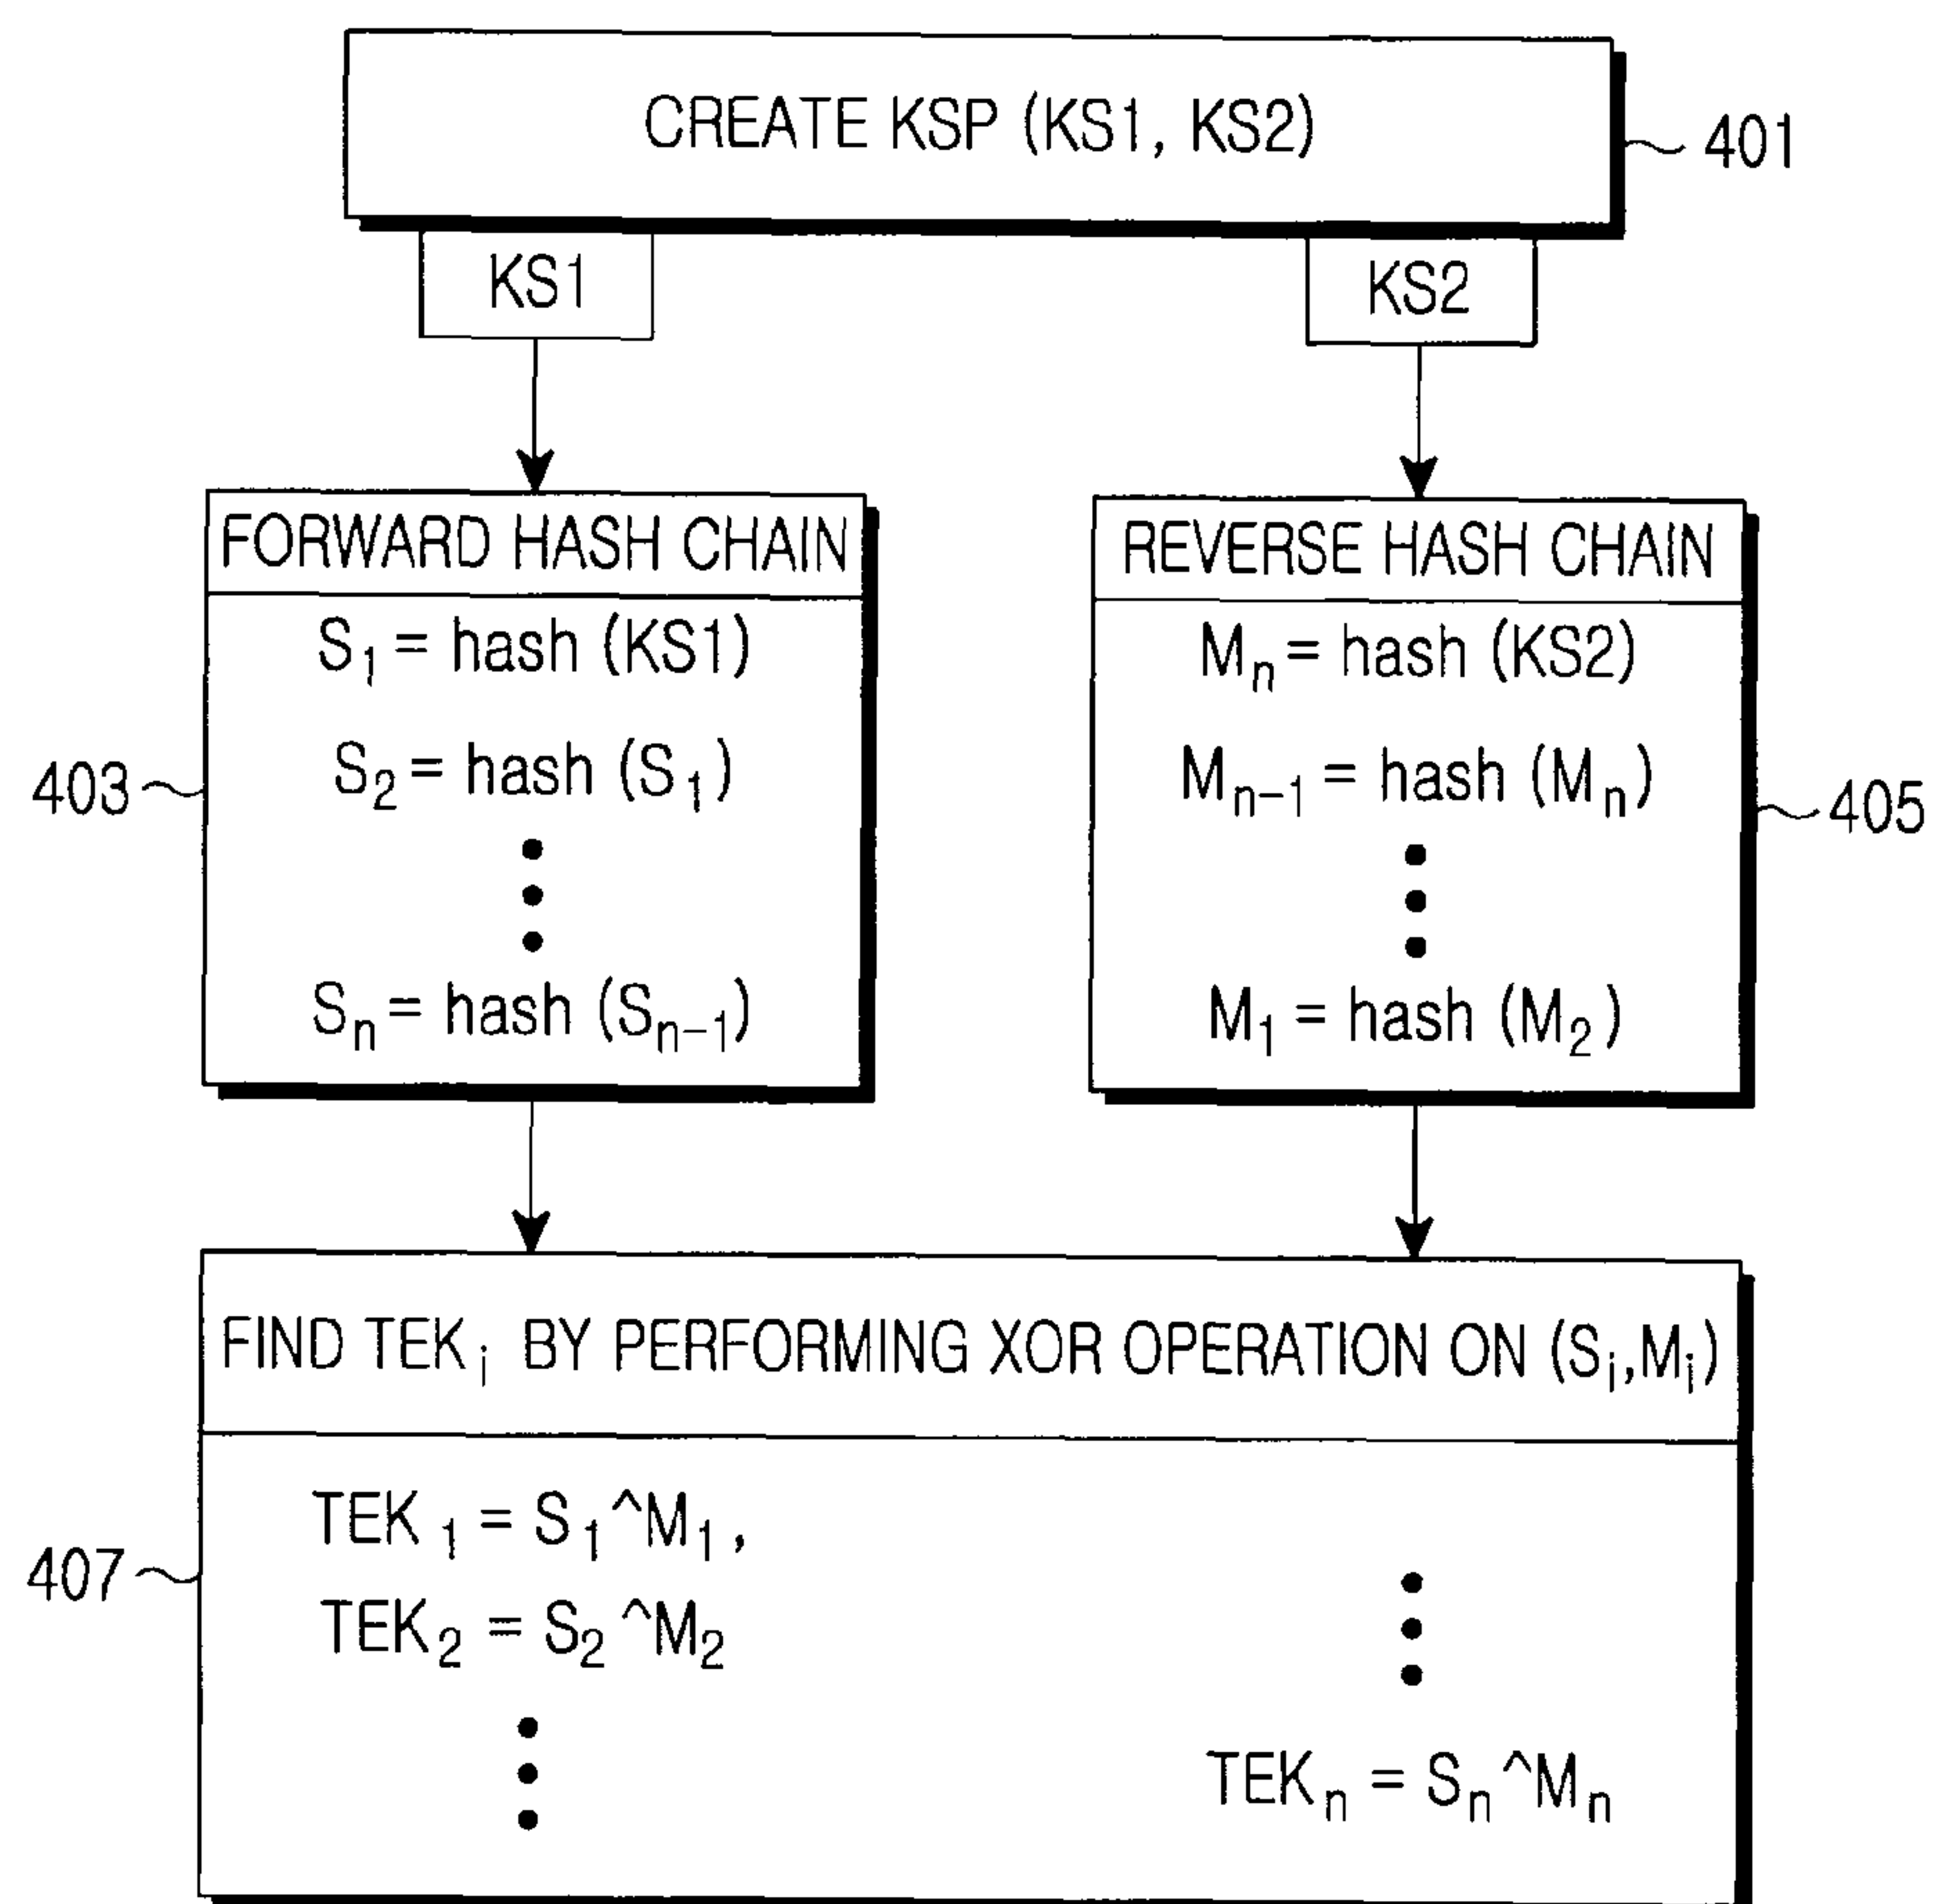 CREATE KSP (KS1, KS2)
401
KS1
KS2
FORWARD HASH CHAIN
S1 = hash (KS1)
S2 = hash (S1)
Sn = hash (Sn-1)
403
REVERSE HASH CHAIN
Mn = hash (KS2)
Mn-1 = hash (Mn)
M1 = hash (M2)
405
FIND TEKi BY PERFORMING XOR OPERATION ON (Si,Mi)
TEK1 = S1^M1,
TEK2 = S2^M2
TEKn = Sn^Mn
407